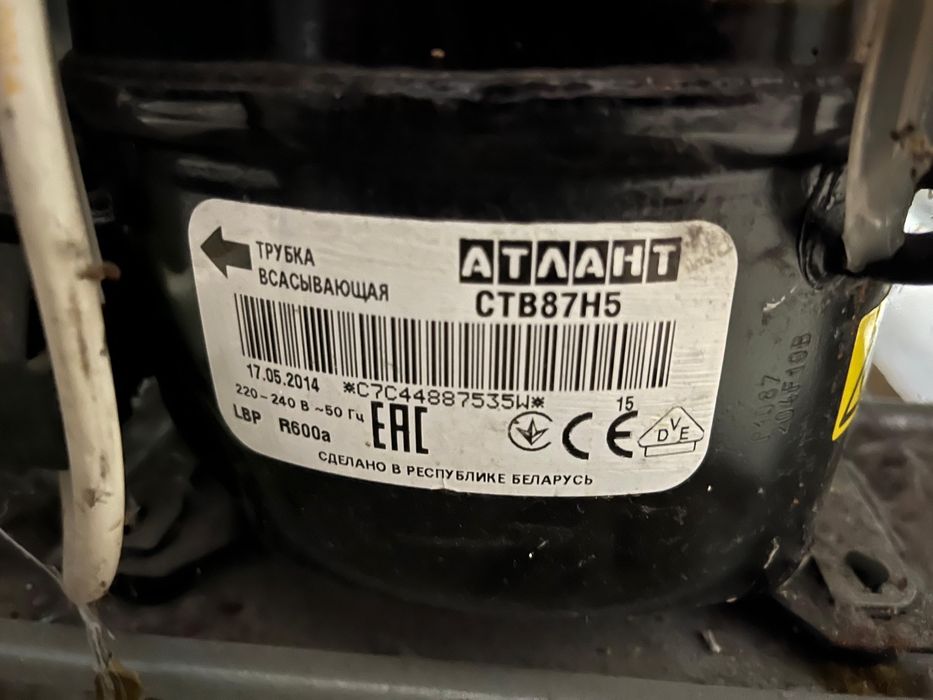 ТРУБКА
ВСАСЫВАЮЩАЯ
АТЛАНТ
СТВ87Н5
17.05.2014 *C7C44887535W* 15
220-240 В ~50 Гц
LBP R600a
EAC CE
DVE
СДЕЛАНО В РЕСПУБЛИКЕ БЕЛАРУСЬ